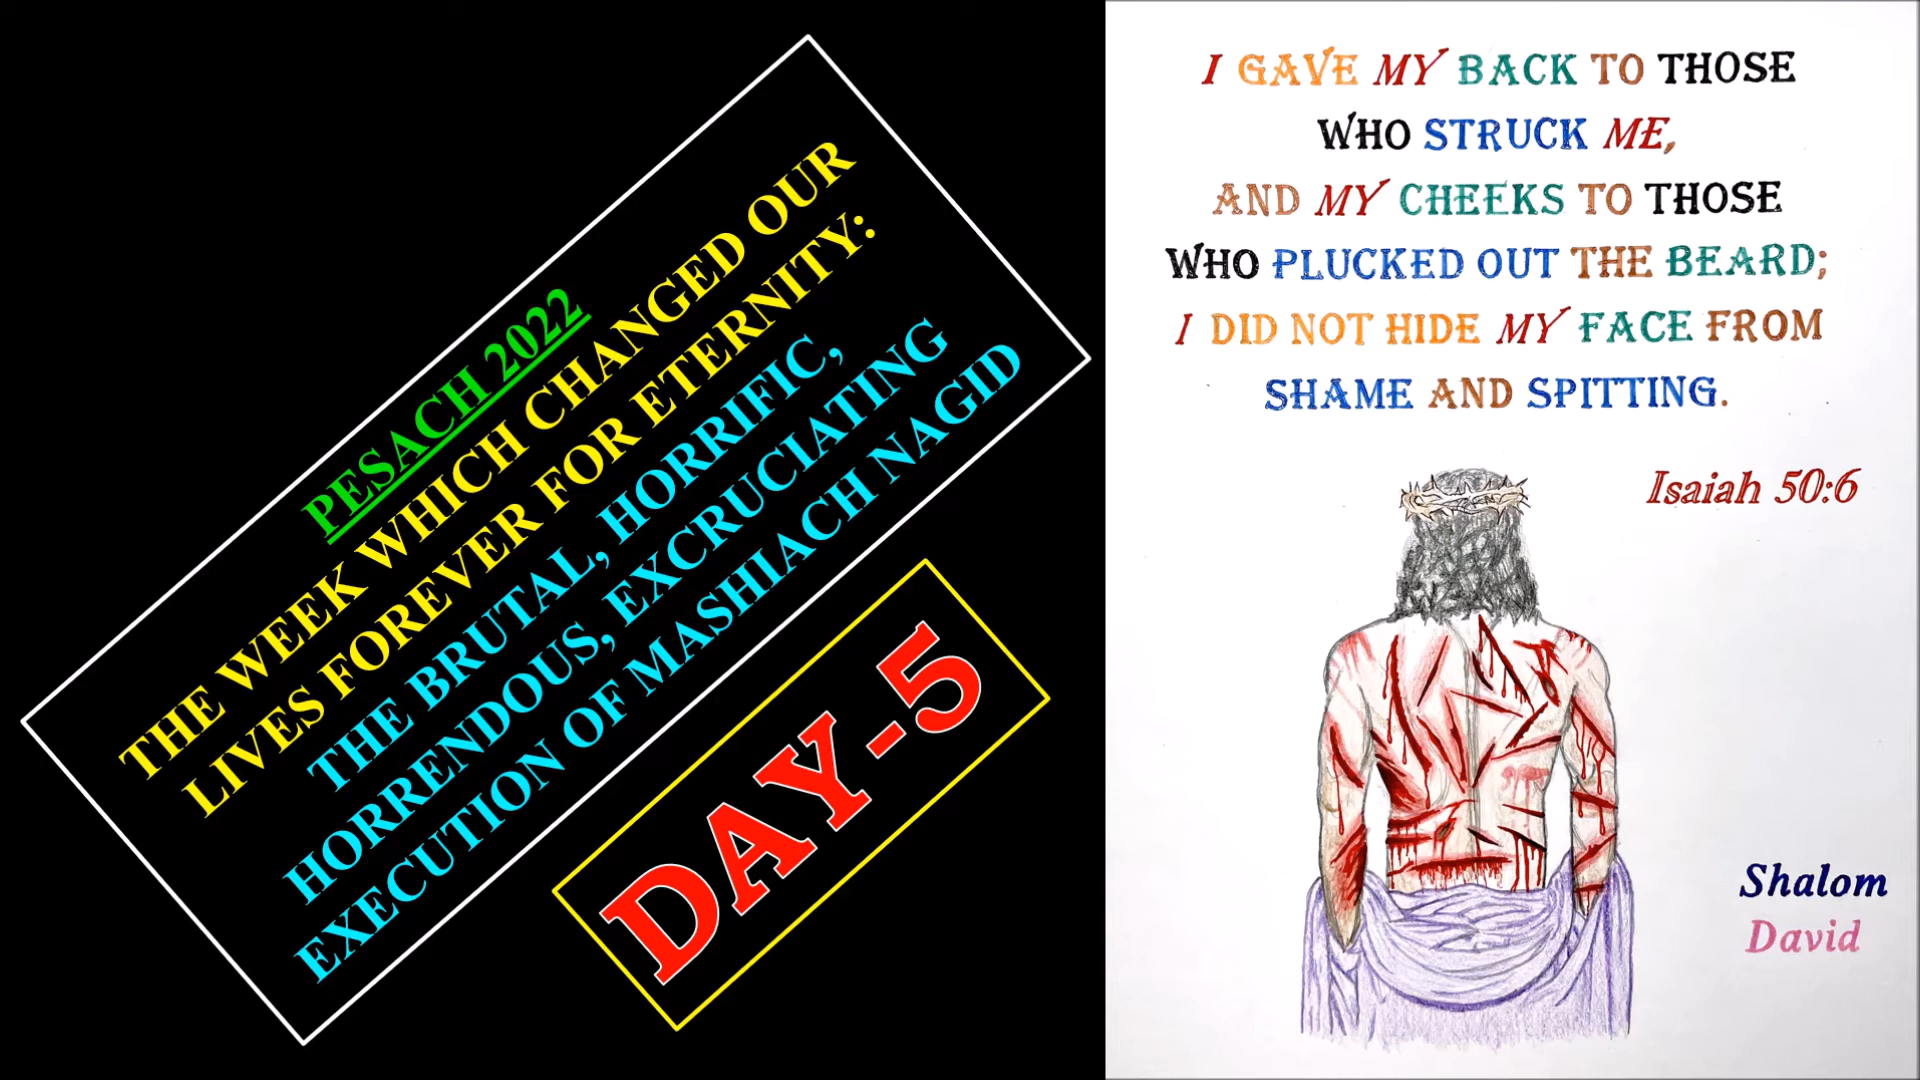 PESACH 2022
THE WEEK WHICH CHANGED OUR
LIVES FOREVER FOR ETERNITY:
THE BRUTAL, HORRIFIC,
HORRENDOUS, EXCRUCIATING
EXECUTION OF MASHIACH NAGID
DAY-5
I GAVE MY BACK TO THOSE
WHO STRUCK ME,
AND MY CHEEKS TO THOSE
WHO PLUCKED OUT THE BEARD;
I DID NOT HIDE MY FACE FROM
SHAME AND SPITTING.
Isaiah 50:6
Shalom
David